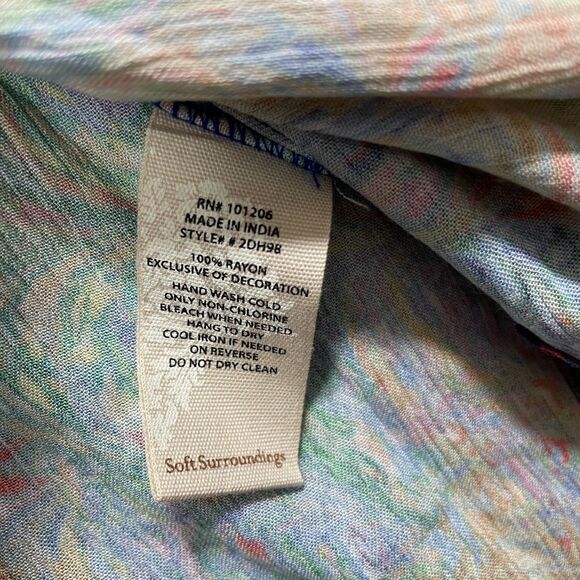 RN# 101206
MADE IN INDIA
STYLE# # 2DH98
100% RAYON
EXCLUSIVE OF DECORATION
HAND WASH COLD
ONLY NON-CHLORINE
BLEACH WHEN NEEDED
HANG TO DRY
COOL IRON IF NEEDED
ON REVERSE
DO NOT DRY CLEAN
Soft Surroundings